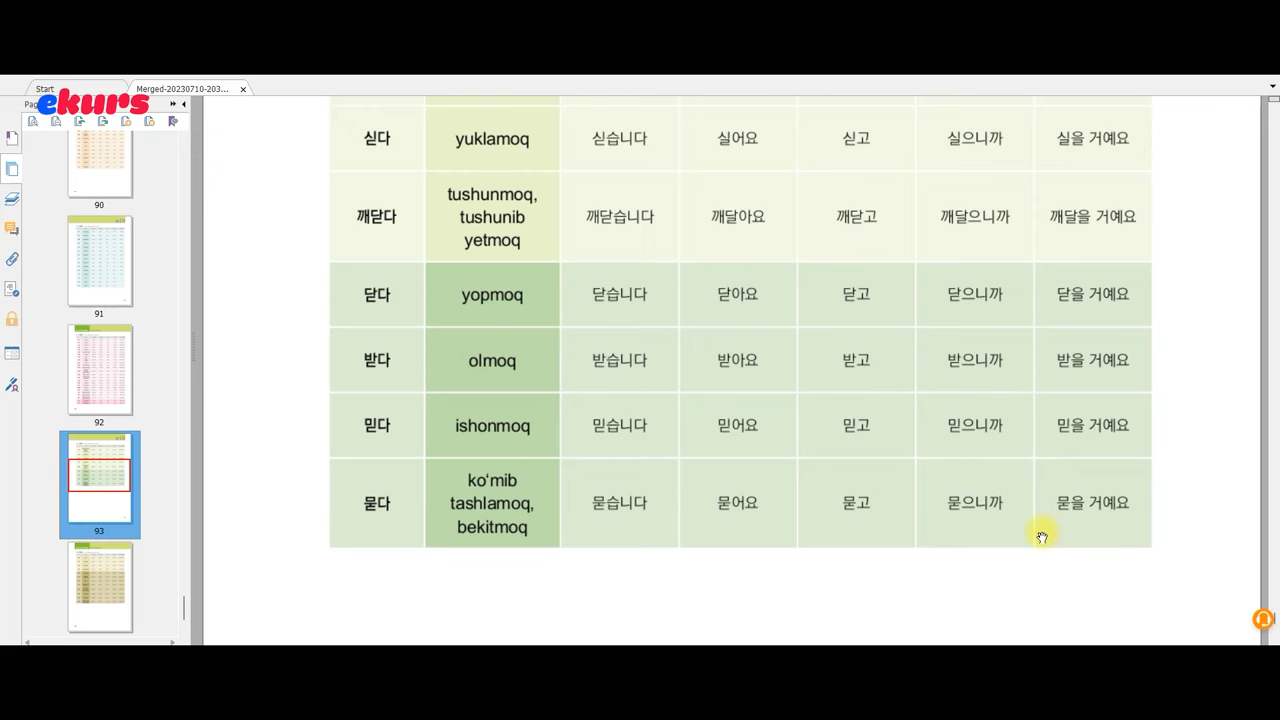 Start
Merged-20230710-203...
ekurs
싣다 yuklamoq 싣습니다 실어요 싣고 실으니까 실을 거예요
깨닫다 tushunmoq, tushunib yetmoq 깨닫습니다 깨달아요 깨닫고 깨달으니까 깨달을 거예요
닫다 yopmoq 닫습니다 닫아요 닫고 닫으니까 닫을 거예요
받다 olmoq 받습니다 받아요 받고 받으니까 받을 거예요
믿다 ishonmoq 믿습니다 믿어요 믿고 믿으니까 믿을 거예요
묻다 ko‘mib tashlamoq, bekitmoq 묻습니다 묻어요 묻고 묻으니까 묻을 거예요
90
91
92
93